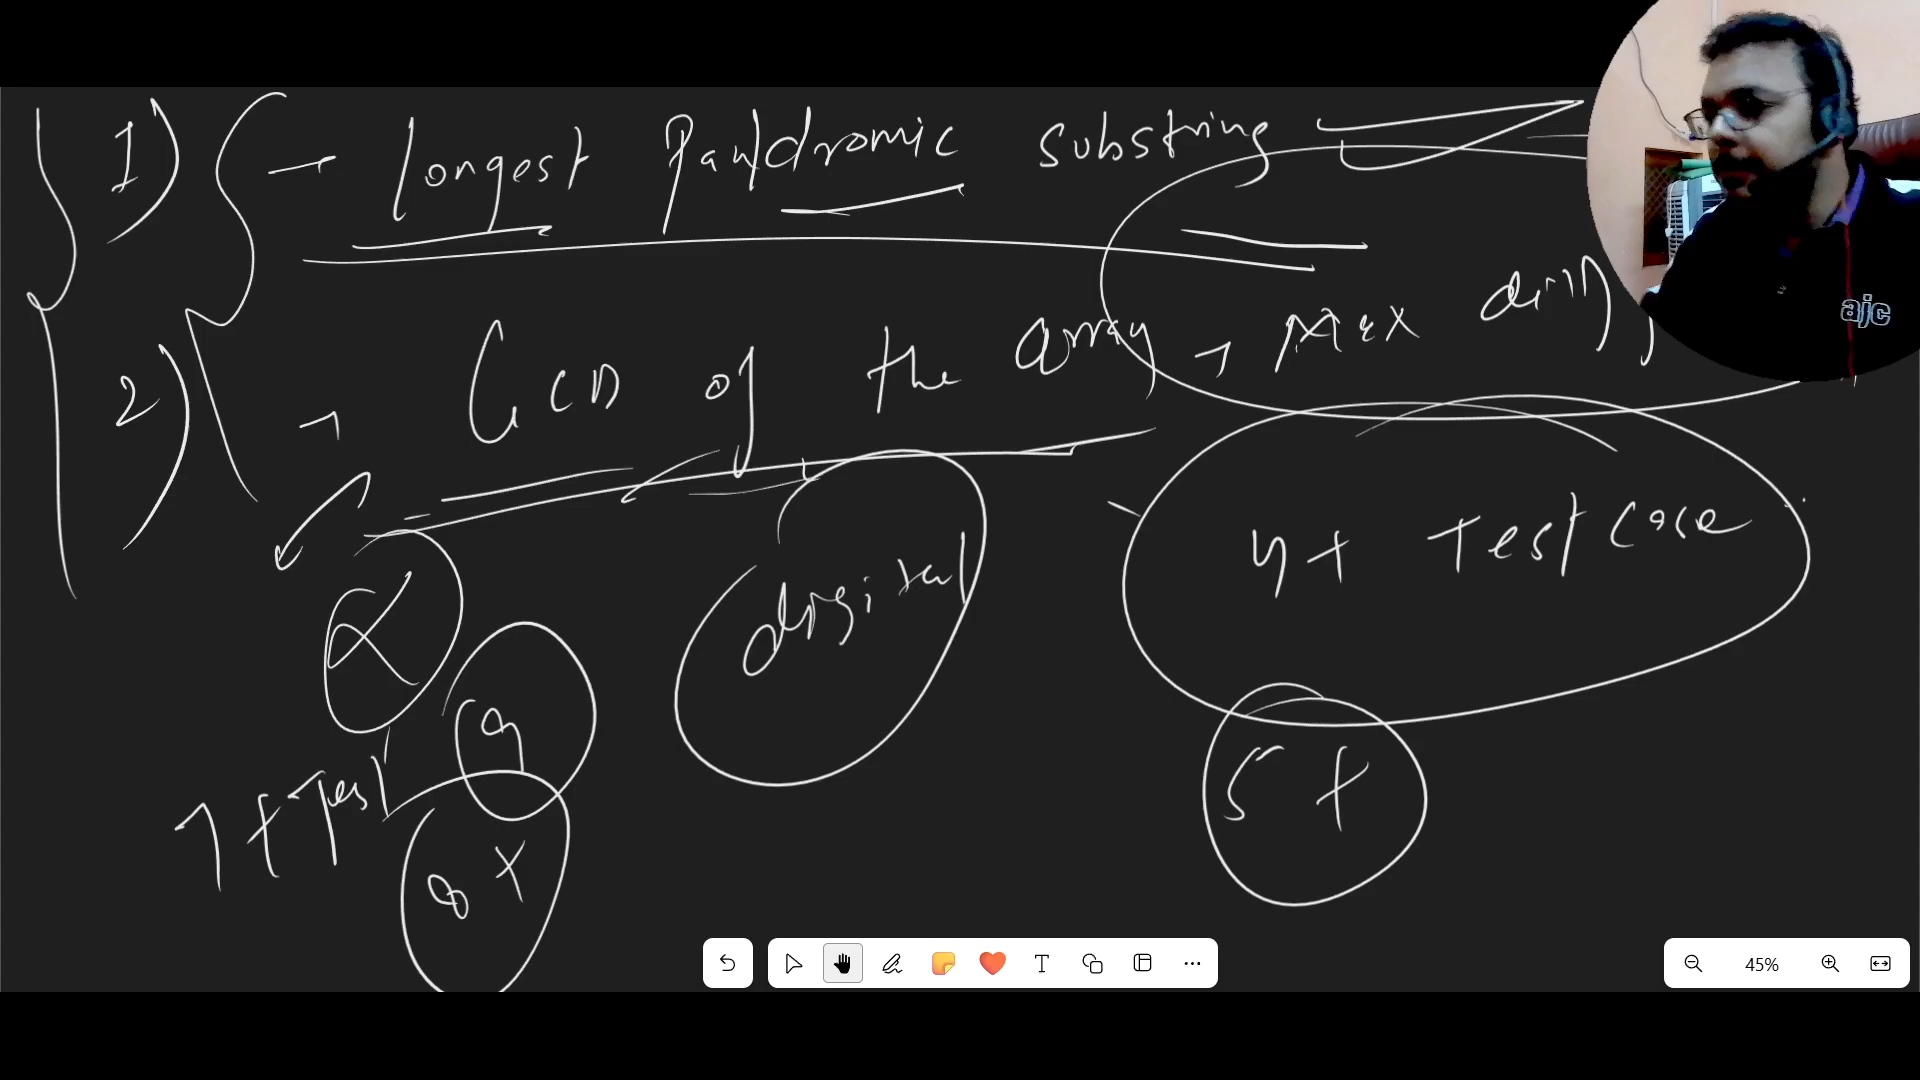 1) → Longest Palyndromic substring
2) → GCD of the array, Max diff,
4+ Test case
digital
9
5+
7+ Test
8+
ajc
45%